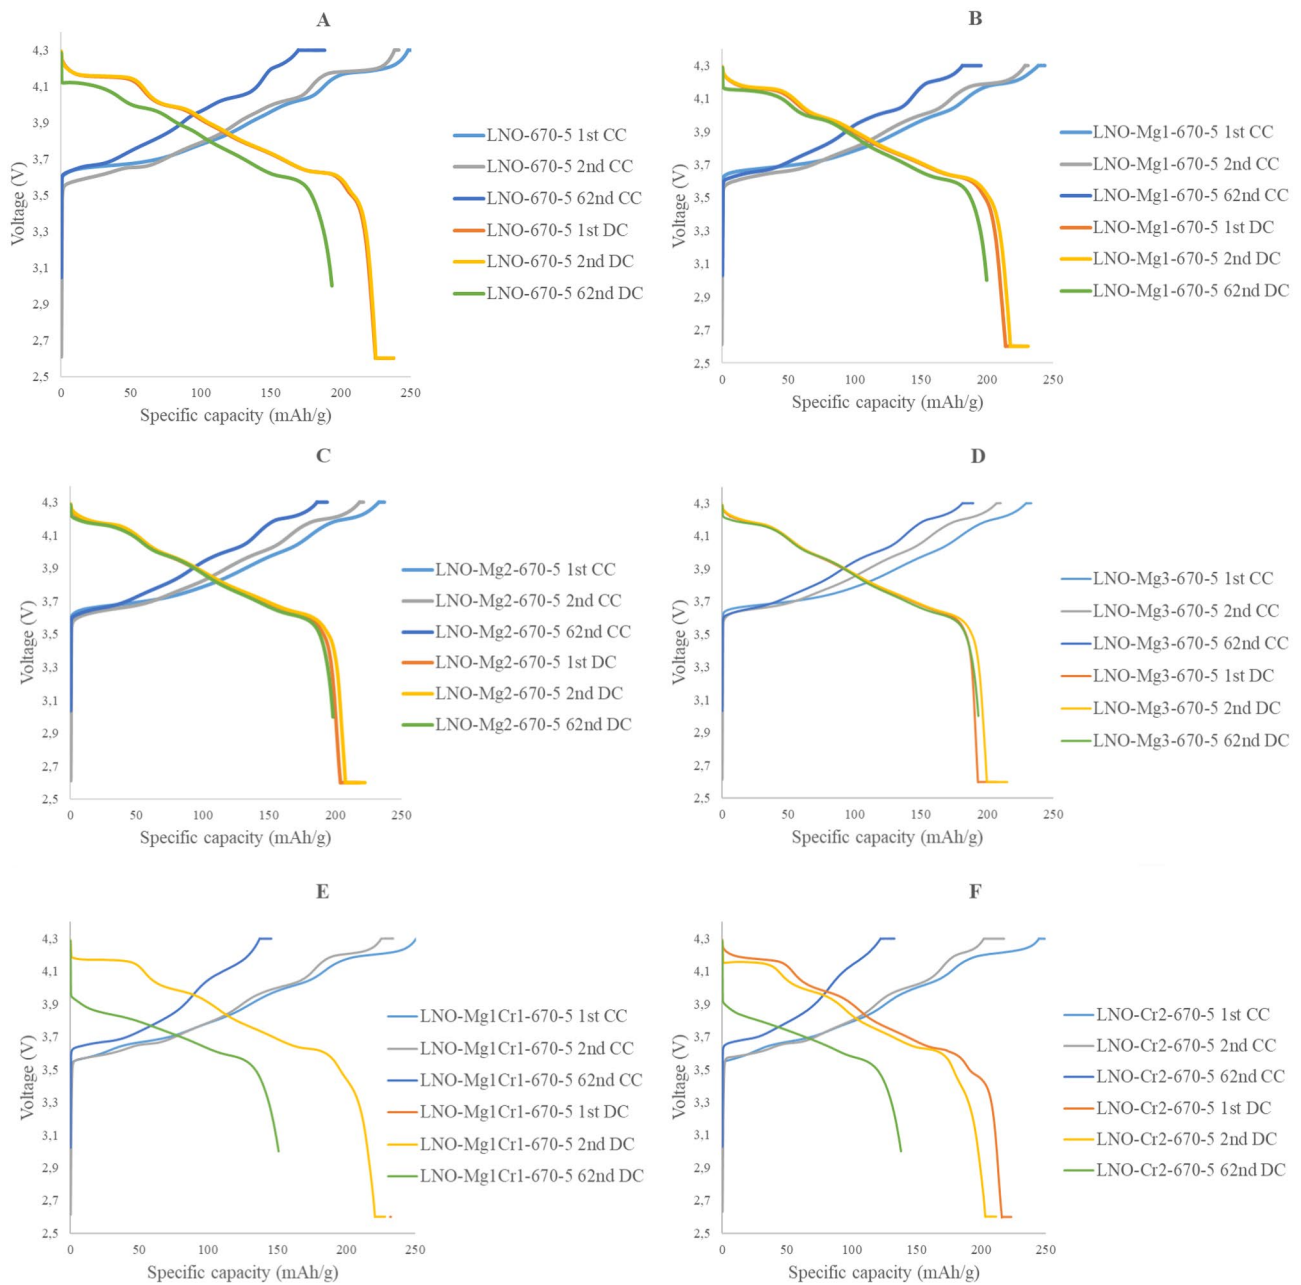 A
4,3
4,1
3,9
3,7
3,5
3,3
3,1
2,9
2,7
2,5
Voltage (V)
0 50 100 150 200 250
Specific capacity (mAh/g)
LNO-670-5 1st CC
LNO-670-5 2nd CC
LNO-670-5 62nd CC
LNO-670-5 1st DC
LNO-670-5 2nd DC
LNO-670-5 62nd DC
B
4,3
4,1
3,9
3,7
3,5
3,3
3,1
2,9
2,7
2,5
Voltage (V)
0 50 100 150 200 250
Specific capacity (mAh/g)
LNO-Mg1-670-5 1st CC
LNO-Mg1-670-5 2nd CC
LNO-Mg1-670-5 62nd CC
LNO-Mg1-670-5 1st DC
LNO-Mg1-670-5 2nd DC
LNO-Mg1-670-5 62nd DC
C
4,3
4,1
3,9
3,7
3,5
3,3
3,1
2,9
2,7
2,5
Voltage (V)
0 50 100 150 200 250
Specific capacity (mAh/g)
LNO-Mg2-670-5 1st CC
LNO-Mg2-670-5 2nd CC
LNO-Mg2-670-5 62nd CC
LNO-Mg2-670-5 1st DC
LNO-Mg2-670-5 2nd DC
LNO-Mg2-670-5 62nd DC
D
4,3
4,1
3,9
3,7
3,5
3,3
3,1
2,9
2,7
2,5
Voltage (V)
0 50 100 150 200 250
Specific capacity (mAh/g)
LNO-Mg3-670-5 1st CC
LNO-Mg3-670-5 2nd CC
LNO-Mg3-670-5 62nd CC
LNO-Mg3-670-5 1st DC
LNO-Mg3-670-5 2nd DC
LNO-Mg3-670-5 62nd DC
E
4,3
4,1
3,9
3,7
3,5
3,3
3,1
2,9
2,7
2,5
Voltage (V)
0 50 100 150 200 250
Specific capacity (mAh/g)
LNO-Mg1Cr1-670-5 1st CC
LNO-Mg1Cr1-670-5 2nd CC
LNO-Mg1Cr1-670-5 62nd CC
LNO-Mg1Cr1-670-5 1st DC
LNO-Mg1Cr1-670-5 2nd DC
LNO-Mg1Cr1-670-5 62nd DC
F
4,3
4,1
3,9
3,7
3,5
3,3
3,1
2,9
2,7
2,5
Voltage (V)
0 50 100 150 200 250
Specific capacity (mAh/g)
LNO-Cr2-670-5 1st CC
LNO-Cr2-670-5 2nd CC
LNO-Cr2-670-5 62nd CC
LNO-Cr2-670-5 1st DC
LNO-Cr2-670-5 2nd DC
LNO-Cr2-670-5 62nd DC